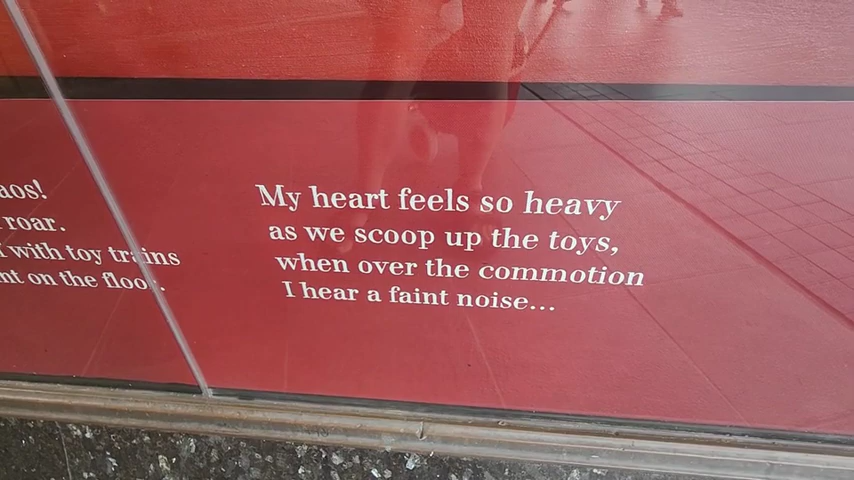 aos!
roar.
with toy trains
nt on the floor.
My heart feels so heavy
as we scoop up the toys,
when over the commotion
I hear a faint noise...